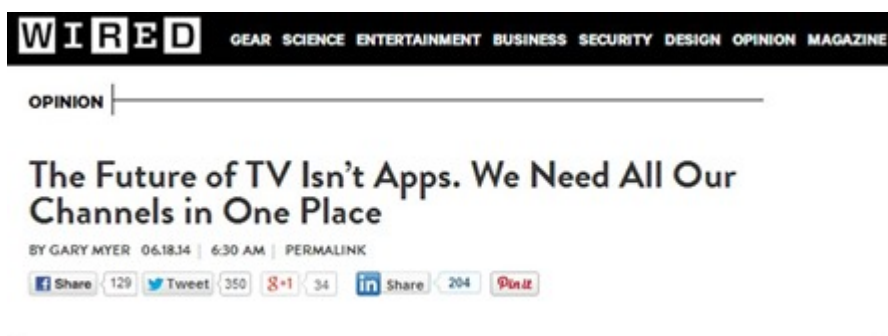 WIRED GEAR SCIENCE ENTERTAINMENT BUSINESS SECURITY DESIGN OPINION MAGAZINE
OPINION
The Future of TV Isn't Apps. We Need All Our
Channels in One Place
BY GARY MYER 06.18.14 | 6:30 AM | PERMALINK
Share 129 Tweet 350 g+1 34 in Share 204 Pin it